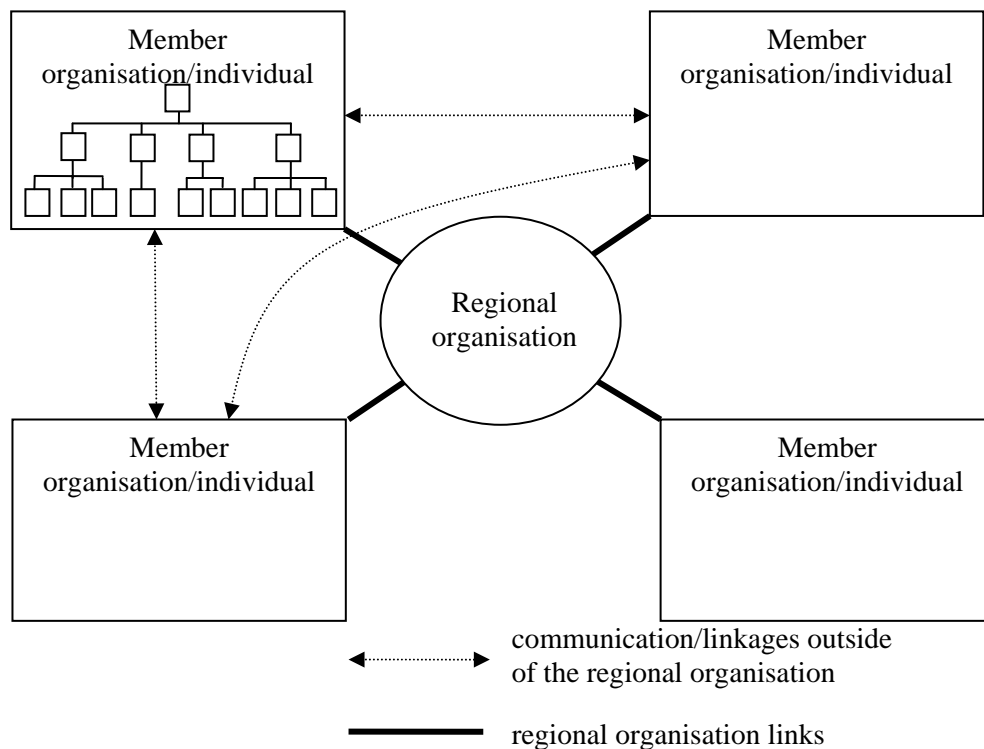 Member
organisation/individual
Member
organisation/individual
Regional
organisation
Member
organisation/individual
Member
organisation/individual
communication/linkages outside
of the regional organisation
regional organisation links